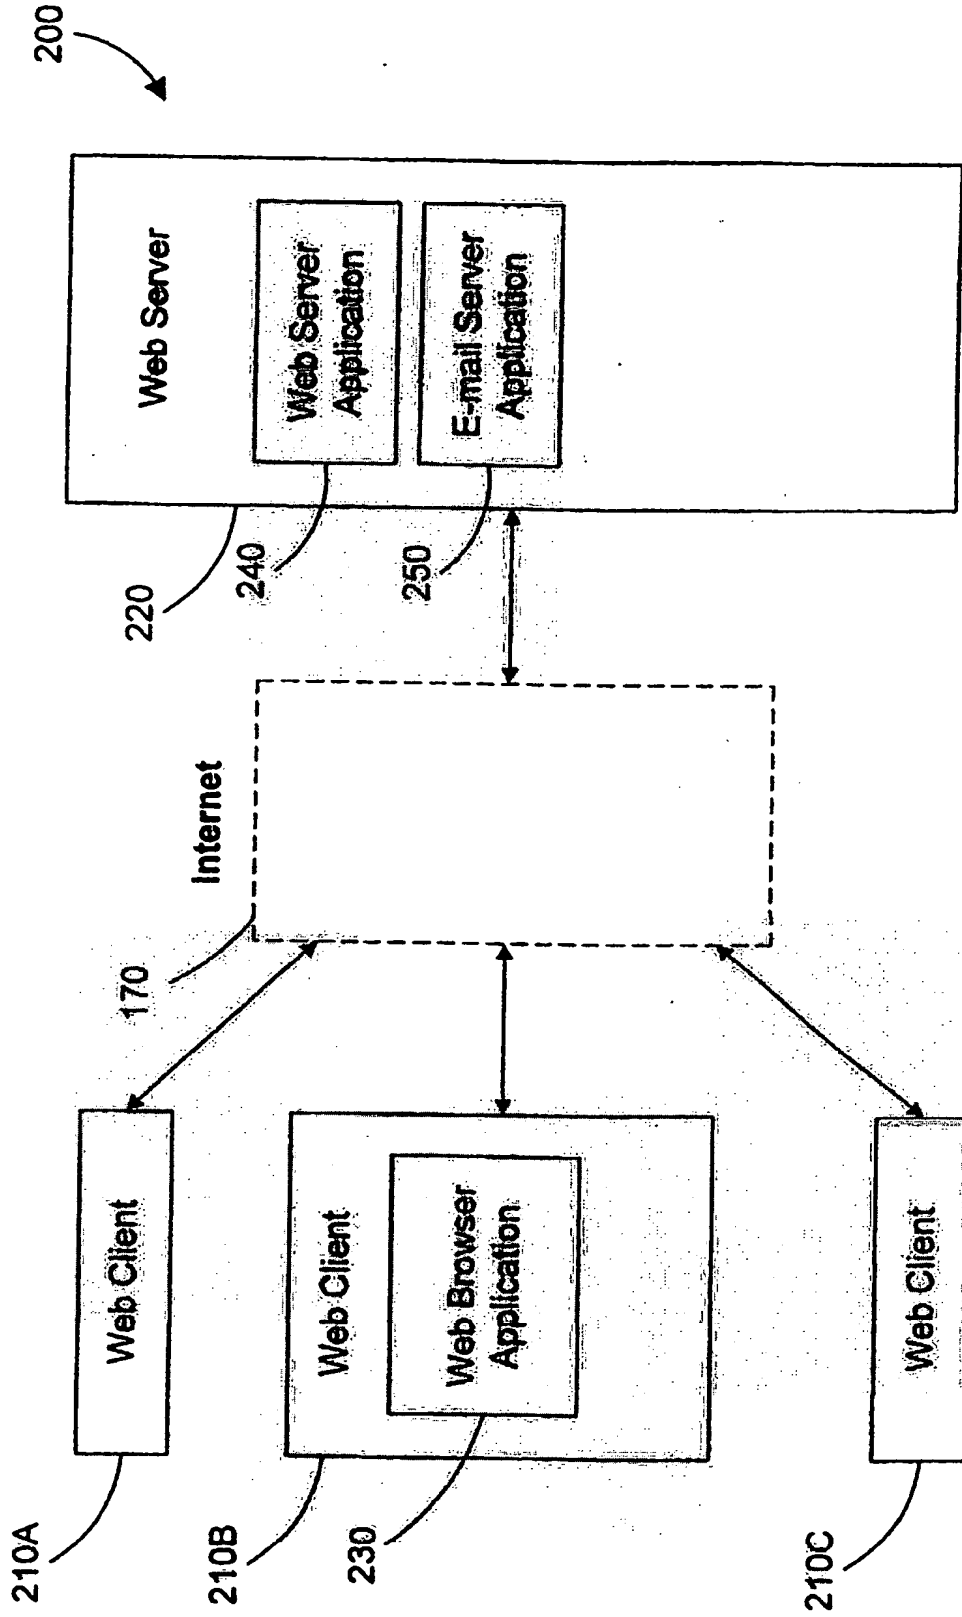 200
Web Server
Web Server
Application
E-mail Server
Application
220
240
250
Internet
170
Web Client
Web Client
Web Browser
Application
Web Client
210A
210B
230
210C